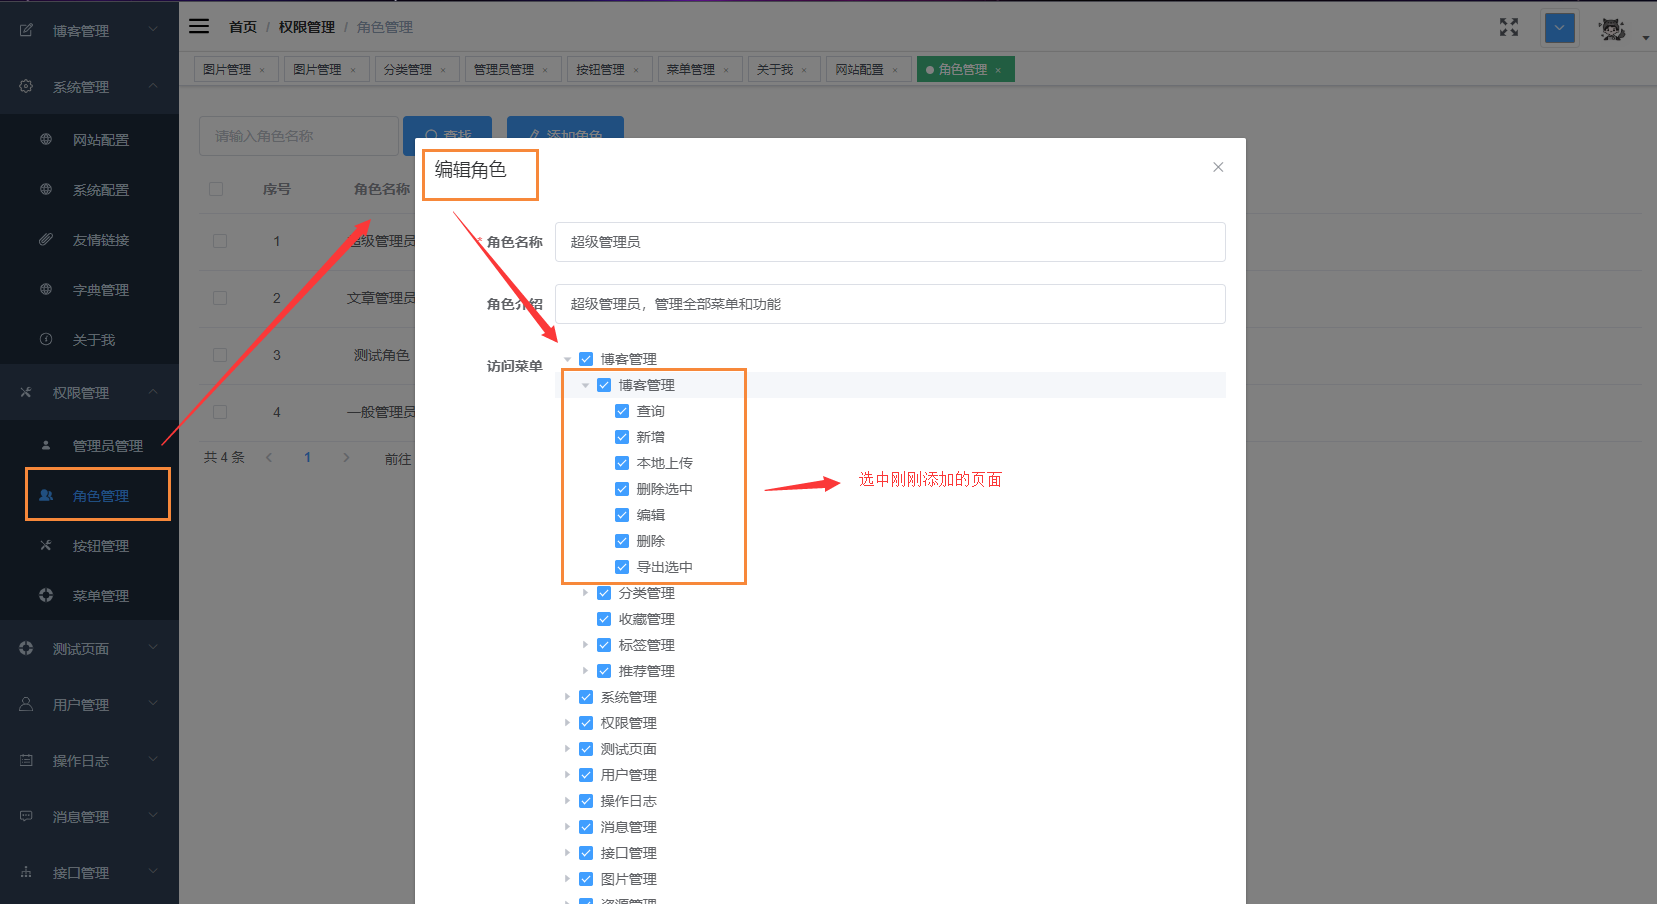 博客管理
系统管理
网站配置
系统配置
友情链接
字典管理
关于我
权限管理
管理员管理
角色管理
按钮管理
菜单管理
测试页面
用户管理
操作日志
消息管理
接口管理
首页 / 权限管理 / 角色管理
图片管理 × 图片管理 × 分类管理 × 管理员管理 × 按钮管理 × 菜单管理 × 关于我 × 网站配置 × 角色管理 ×
请输入角色名称 查找 添加角色
序号 角色名称
1 超级管理员
2 文章管理员
3 测试角色
4 一般管理员
共 4 条 < 1 > 前往
编辑角色
* 角色名称 超级管理员
角色介绍 超级管理员，管理全部菜单和功能
访问菜单
博客管理
博客管理
查询
新增
本地上传
删除选中
编辑
删除
导出选中
选中刚刚添加的页面
分类管理
收藏管理
标签管理
推荐管理
系统管理
权限管理
测试页面
用户管理
操作日志
消息管理
接口管理
图片管理
资源管理